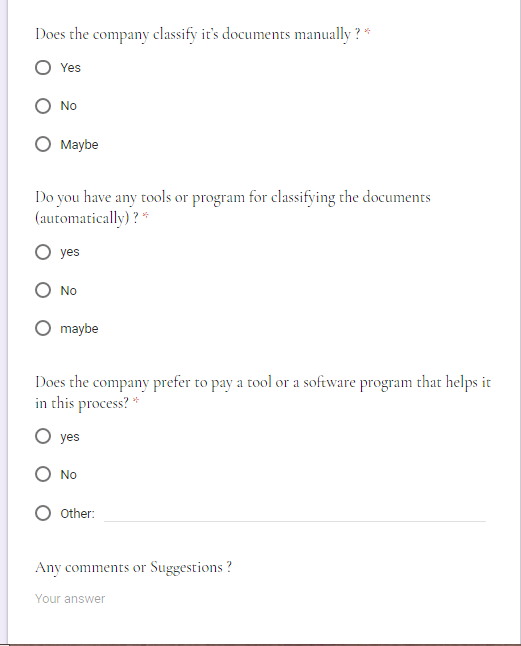 Does the company classify it's documents manually ? *
Yes
No
Maybe
Do you have any tools or program for classifying the documents
(automatically) ? *
yes
No
maybe
Does the company prefer to pay a tool or a software program that helps it
in this process? *
yes
No
Other:
Any comments or Suggestions ?
Your answer